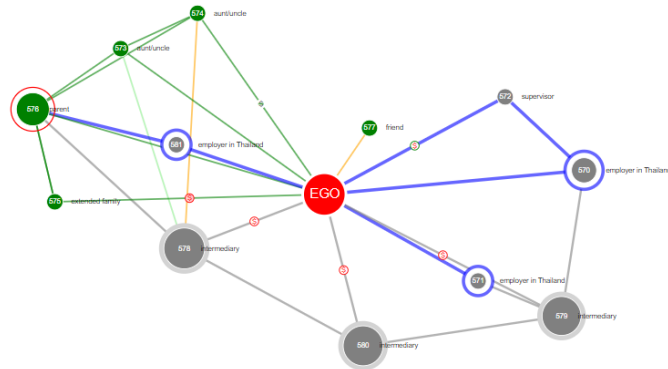 574 aunt/uncle
573 aunt/uncle
572 supervisor
576 parent
577 friend
581 employer in Thailand
570 employer in Thailan
EGO
575 extended family
578 intermediary
571 employer in Thailand
579 intermediary
580 intermediary
$
$
$
$
$
$